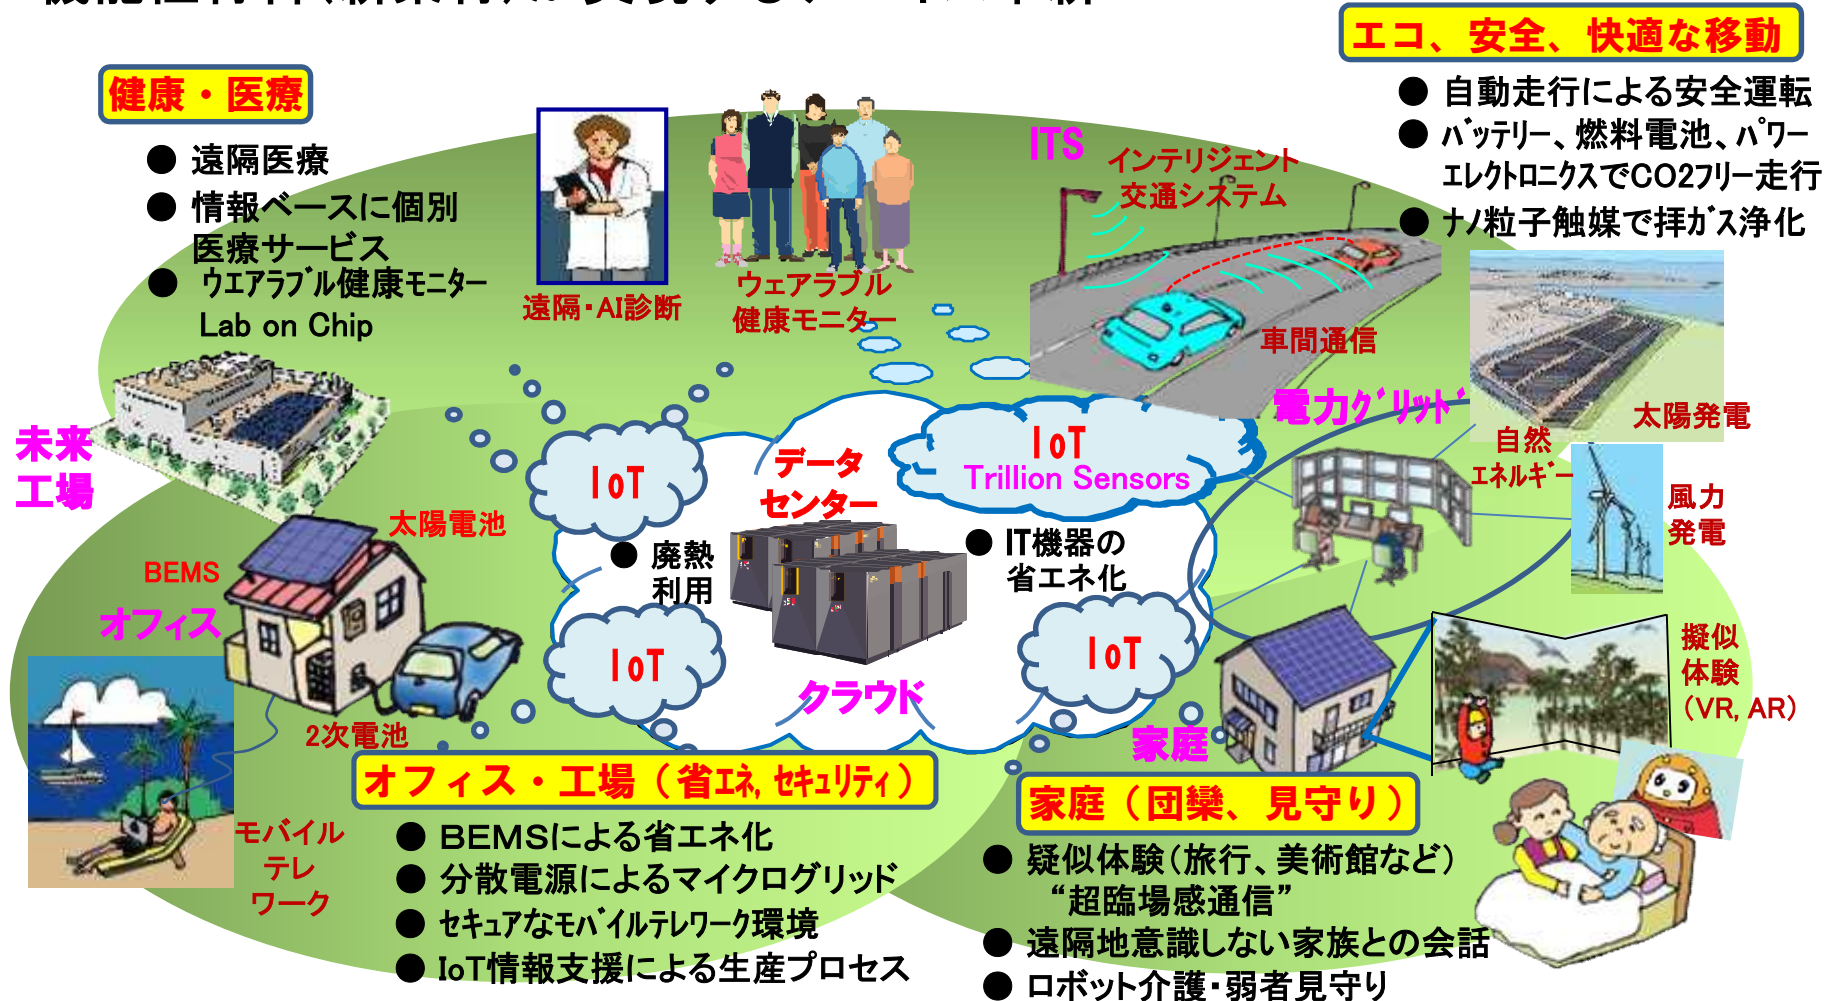 エコ、安全、快適な移動
● 自動走行による安全運転
● バッテリー、燃料電池、パワー
エレクトロニクスでCO2フリー走行
● ナノ粒子触媒で拝ガス浄化
健康・医療
● 遠隔医療
● 情報ベースに個別
医療サービス
● ウエアラブル健康モニター
Lab on Chip
遠隔・AI診断
ウェアラブル
健康モニター
ITS
インテリジェント
交通システム
車間通信
電力グリッド
太陽発電
自然
エネルギー
風力
発電
未来
工場
太陽電池
BEMS
オフィス
2次電池
モバイル
テレ
ワーク
IoT
データ
センター
IoT
Trillion Sensors
● 廃熱
利用
● IT機器の
省エネ化
IoT
IoT
クラウド
家庭
擬似
体験
（VR, AR）
オフィス・工場（省エネ, セキュリティ）
● BEMSによる省エネ化
● 分散電源によるマイクログリッド
● セキュアなモバイルテレワーク環境
● IoT情報支援による生産プロセス
家庭（団欒、見守り）
● 疑似体験（旅行、美術館など）
“超臨場感通信”
● 遠隔地意識しない家族との会話
● ロボット介護・弱者見守り